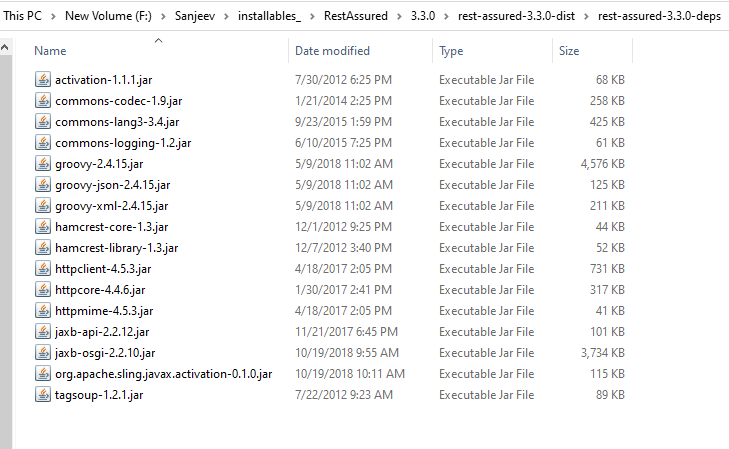 This PC > New Volume (F:) > Sanjeev > installables_ > RestAssured > 3.3.0 > rest-assured-3.3.0-dist > rest-assured-3.3.0-deps
Name Date modified Type Size
activation-1.1.1.jar 7/30/2012 6:25 PM Executable Jar File 68 KB
commons-codec-1.9.jar 1/21/2014 2:25 PM Executable Jar File 258 KB
commons-lang3-3.4.jar 9/23/2015 1:59 PM Executable Jar File 425 KB
commons-logging-1.2.jar 6/10/2015 7:25 PM Executable Jar File 61 KB
groovy-2.4.15.jar 5/9/2018 11:02 AM Executable Jar File 4,576 KB
groovy-json-2.4.15.jar 5/9/2018 11:02 AM Executable Jar File 125 KB
groovy-xml-2.4.15.jar 5/9/2018 11:02 AM Executable Jar File 211 KB
hamcrest-core-1.3.jar 12/1/2012 9:25 PM Executable Jar File 44 KB
hamcrest-library-1.3.jar 12/7/2012 3:40 PM Executable Jar File 52 KB
httpclient-4.5.3.jar 4/18/2017 2:05 PM Executable Jar File 731 KB
httpcore-4.4.6.jar 1/30/2017 2:41 PM Executable Jar File 317 KB
httpmime-4.5.3.jar 4/18/2017 2:05 PM Executable Jar File 41 KB
jaxb-api-2.2.12.jar 11/21/2017 6:45 PM Executable Jar File 101 KB
jaxb-osgi-2.2.10.jar 10/19/2018 9:55 AM Executable Jar File 3,734 KB
org.apache.sling.javax.activation-0.1.0.jar 10/19/2018 10:11 AM Executable Jar File 115 KB
tagsoup-1.2.1.jar 7/22/2012 9:23 AM Executable Jar File 89 KB